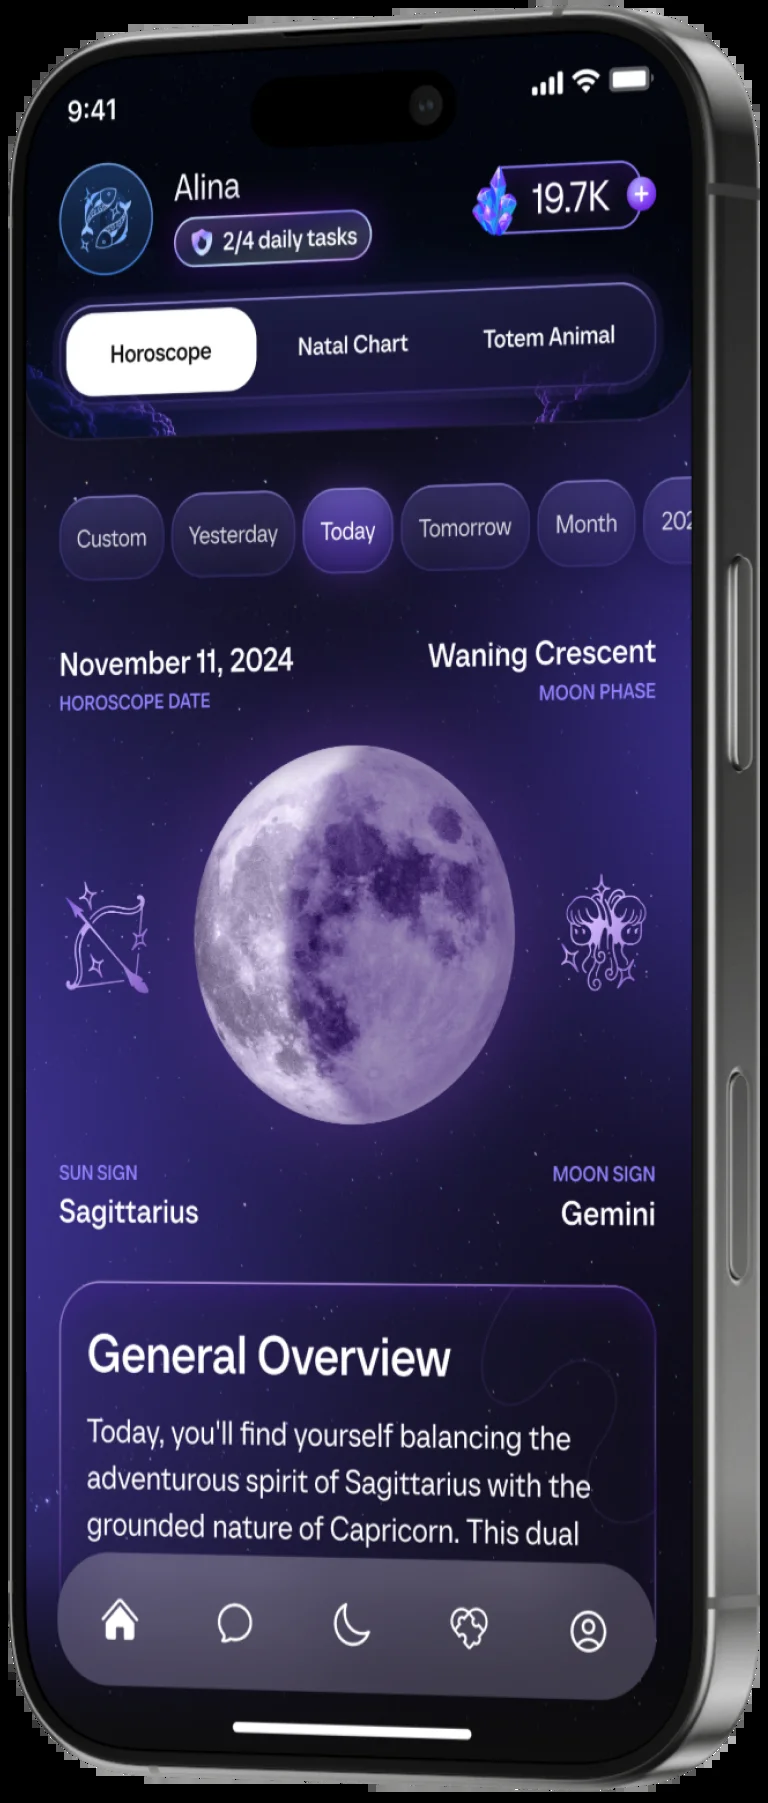 9:41
Alina
2/4 daily tasks
19.7K
Horoscope
Natal Chart
Totem Animal
Custom
Yesterday
Today
Tomorrow
Month
202
November 11, 2024
HOROSCOPE DATE
Waning Crescent
MOON PHASE
SUN SIGN
Sagittarius
MOON SIGN
Gemini
General Overview
Today, you'll find yourself balancing the
adventurous spirit of Sagittarius with the
grounded nature of Capricorn. This dual